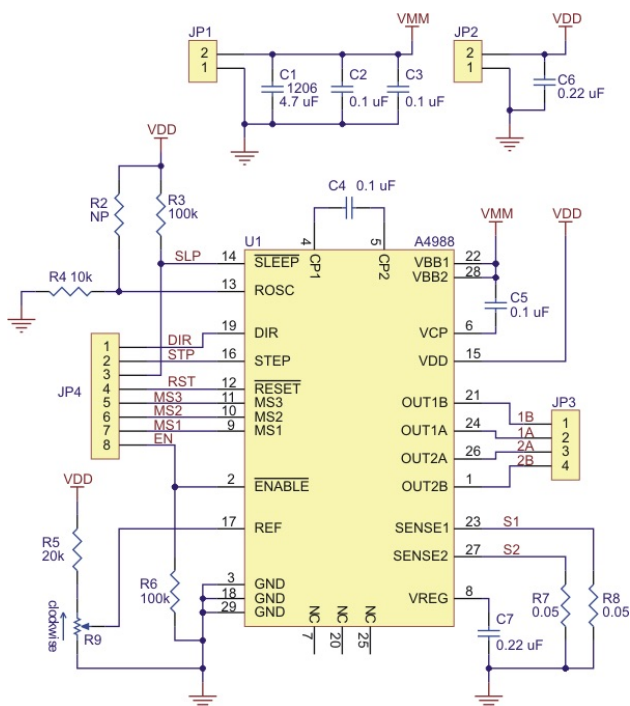 JP1
2
1
C1
1206
4.7 uF
C2
0.1 uF
C3
0.1 uF
VMM
JP2
2
1
VDD
C6
0.22 uF
VDD
R2
NP
R3
100k
C4 0.1 uF
R4 10k
SLP
U1
A4988
4
CP1
5
CP2
VMM
VDD
14
SLEEP
13
ROSC
19
DIR
16
STEP
12
RESET
11
MS3
10
MS2
9
MS1
2
ENABLE
17
REF
3
GND
18
GND
29
GND
VBB1
22
VBB2
28
C5
0.1 uF
VCP
6
VDD
15
OUT1B
21
OUT1A
24
OUT2A
26
OUT2B
1
SENSE1
23
S1
SENSE2
27
S2
VREG
8
NC
7
NC
20
NC
25
JP4
1
2
3
4
5
6
7
8
DIR
STP
RST
MS3
MS2
MS1
EN
JP3
1B
1
1A
2
2A
3
2B
4
VDD
R5
20k
clockwise
R9
R6
100k
C7
0.22 uF
R7
0.05
R8
0.05